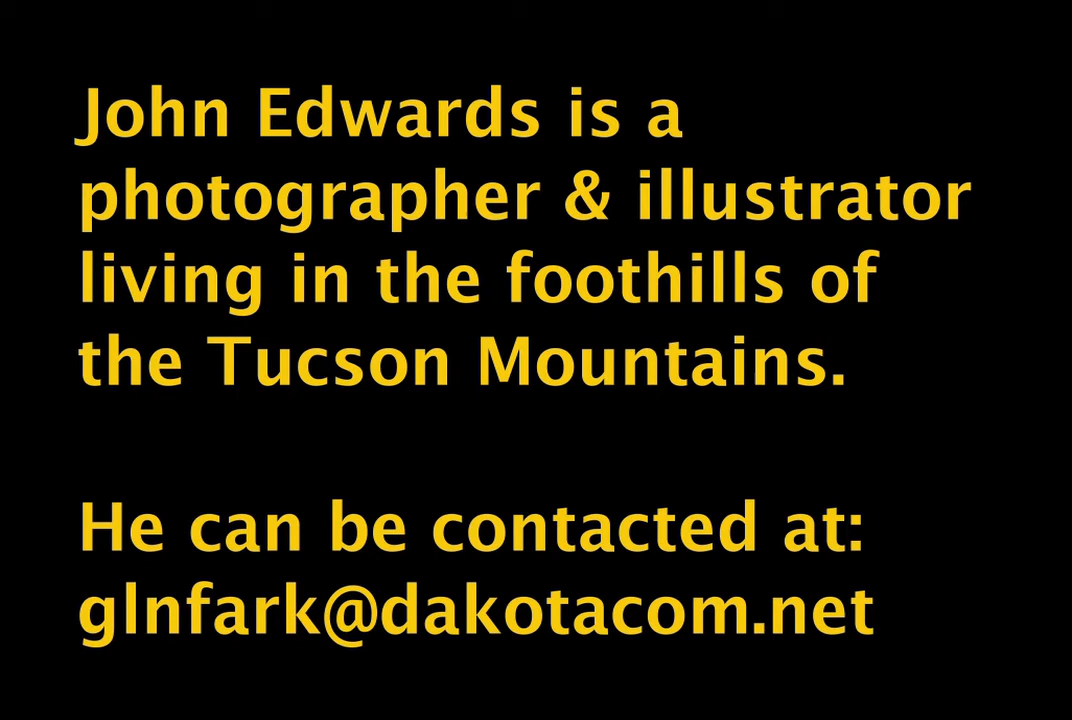 John Edwards is a
photographer & illustrator
living in the foothills of
the Tucson Mountains.
He can be contacted at:
glnfark@dakotacom.net